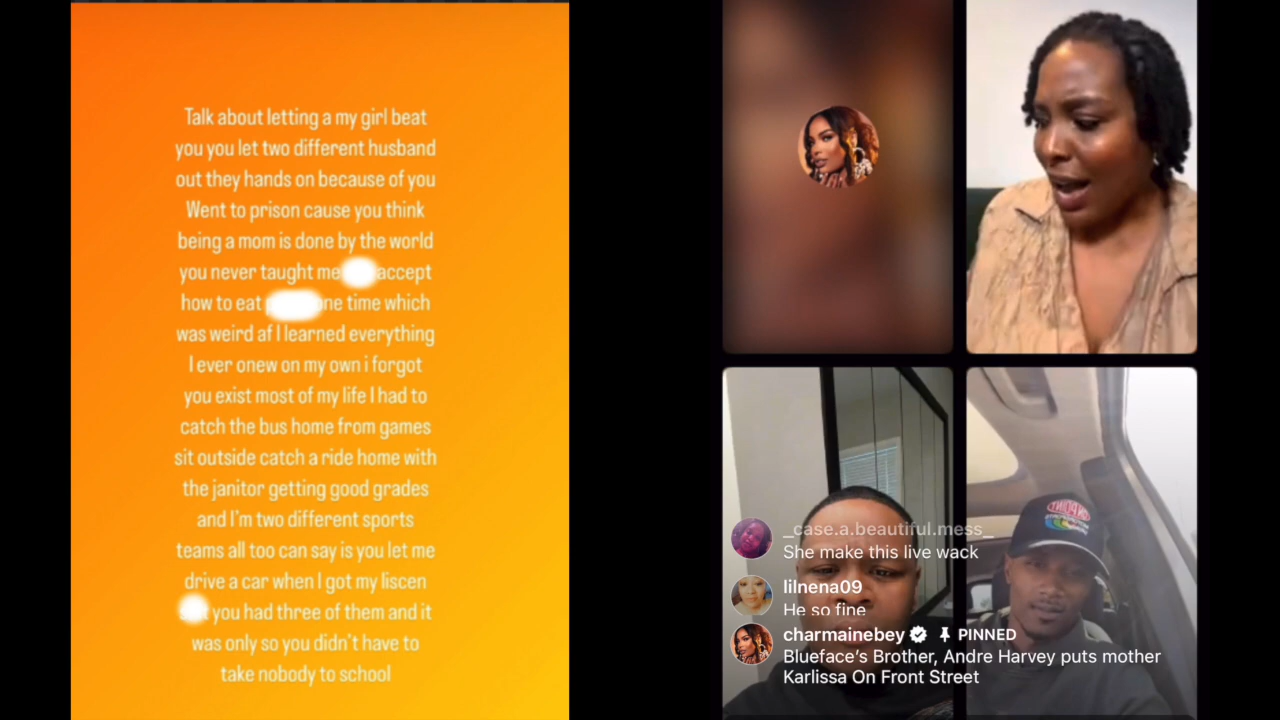 Talk about letting a my girl beat
you you let two different husband
out they hands on because of you
Went to prison cause you think
being a mom is done by the world
you never taught me accept
how to eat one time which
was weird af I learned everything
I ever onew on my own i forgot
you exist most of my life I had to
catch the bus home from games
sit outside catch a ride home with
the janitor getting good grades
and I'm two different sports
teams all too can say is you let me
drive a car when I got my liscen
you had three of them and it
was only so you didn't have to
take nobody to school
_case.a.beautiful.mess_
She make this live wack
lilnena09
He so fine
charmainebey PINNED
Blueface's Brother, Andre Harvey puts mother
Karlissa On Front Street